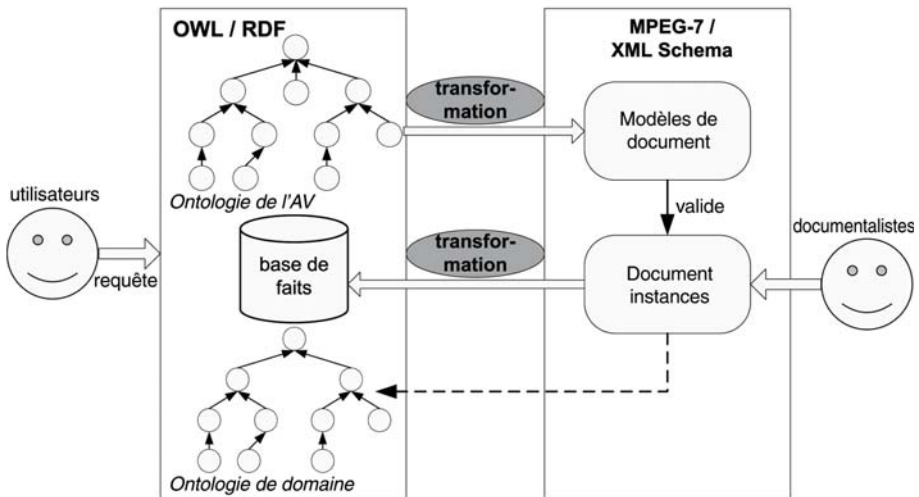 OWL / RDF
MPEG-7 /
XML Schema
transfor-
mation
Modèles de
document
utilisateurs
Ontologie de l'AV
valide
documentalistes
transfor-
mation
requête
base de
faits
Document
instances
Ontologie de domaine